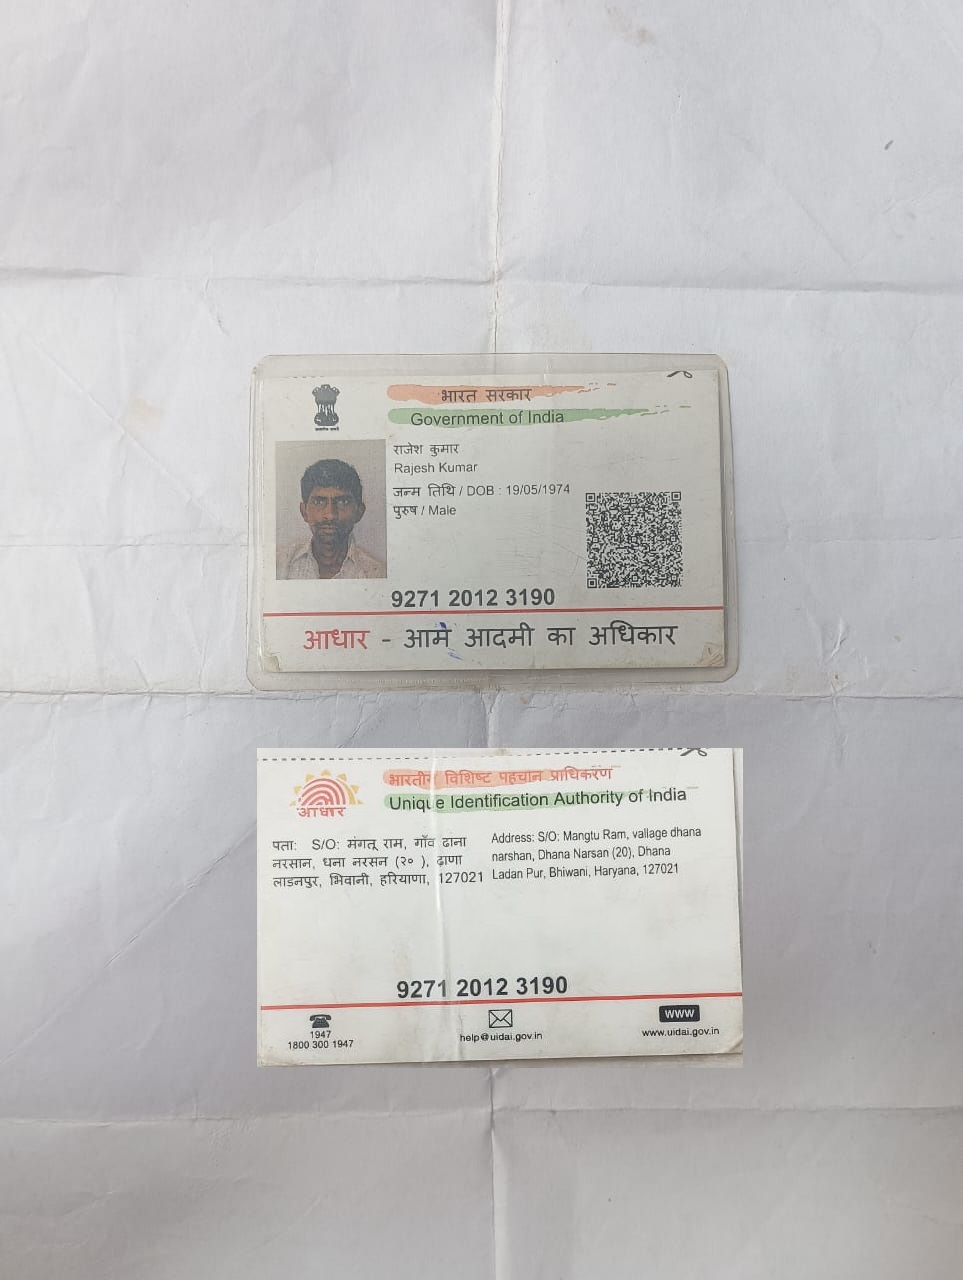 भारत सरकार
Government of India
राजेश कुमार
Rajesh Kumar
जन्म तिथि / DOB : 19/05/1974
पुरुष / Male
9271 2012 3190
आधार - आम आदमी का अधिकार
भारतीय विशिष्ट पहचान प्राधिकरण
Unique Identification Authority of India
आधार
पता: S/O: मंगतू राम, गाँव ढाना
नरसान, धना नरसन (२० ), ढाणा
लाडनपुर, भिवानी, हरियाणा, 127021
Address: S/O: Mangtu Ram, vallage dhana
narshan, Dhana Narsan (20), Dhana
Ladan Pur, Bhiwani, Haryana, 127021
9271 2012 3190
1947
1800 300 1947
help@uidai.gov.in
www
www.uidai.gov.in